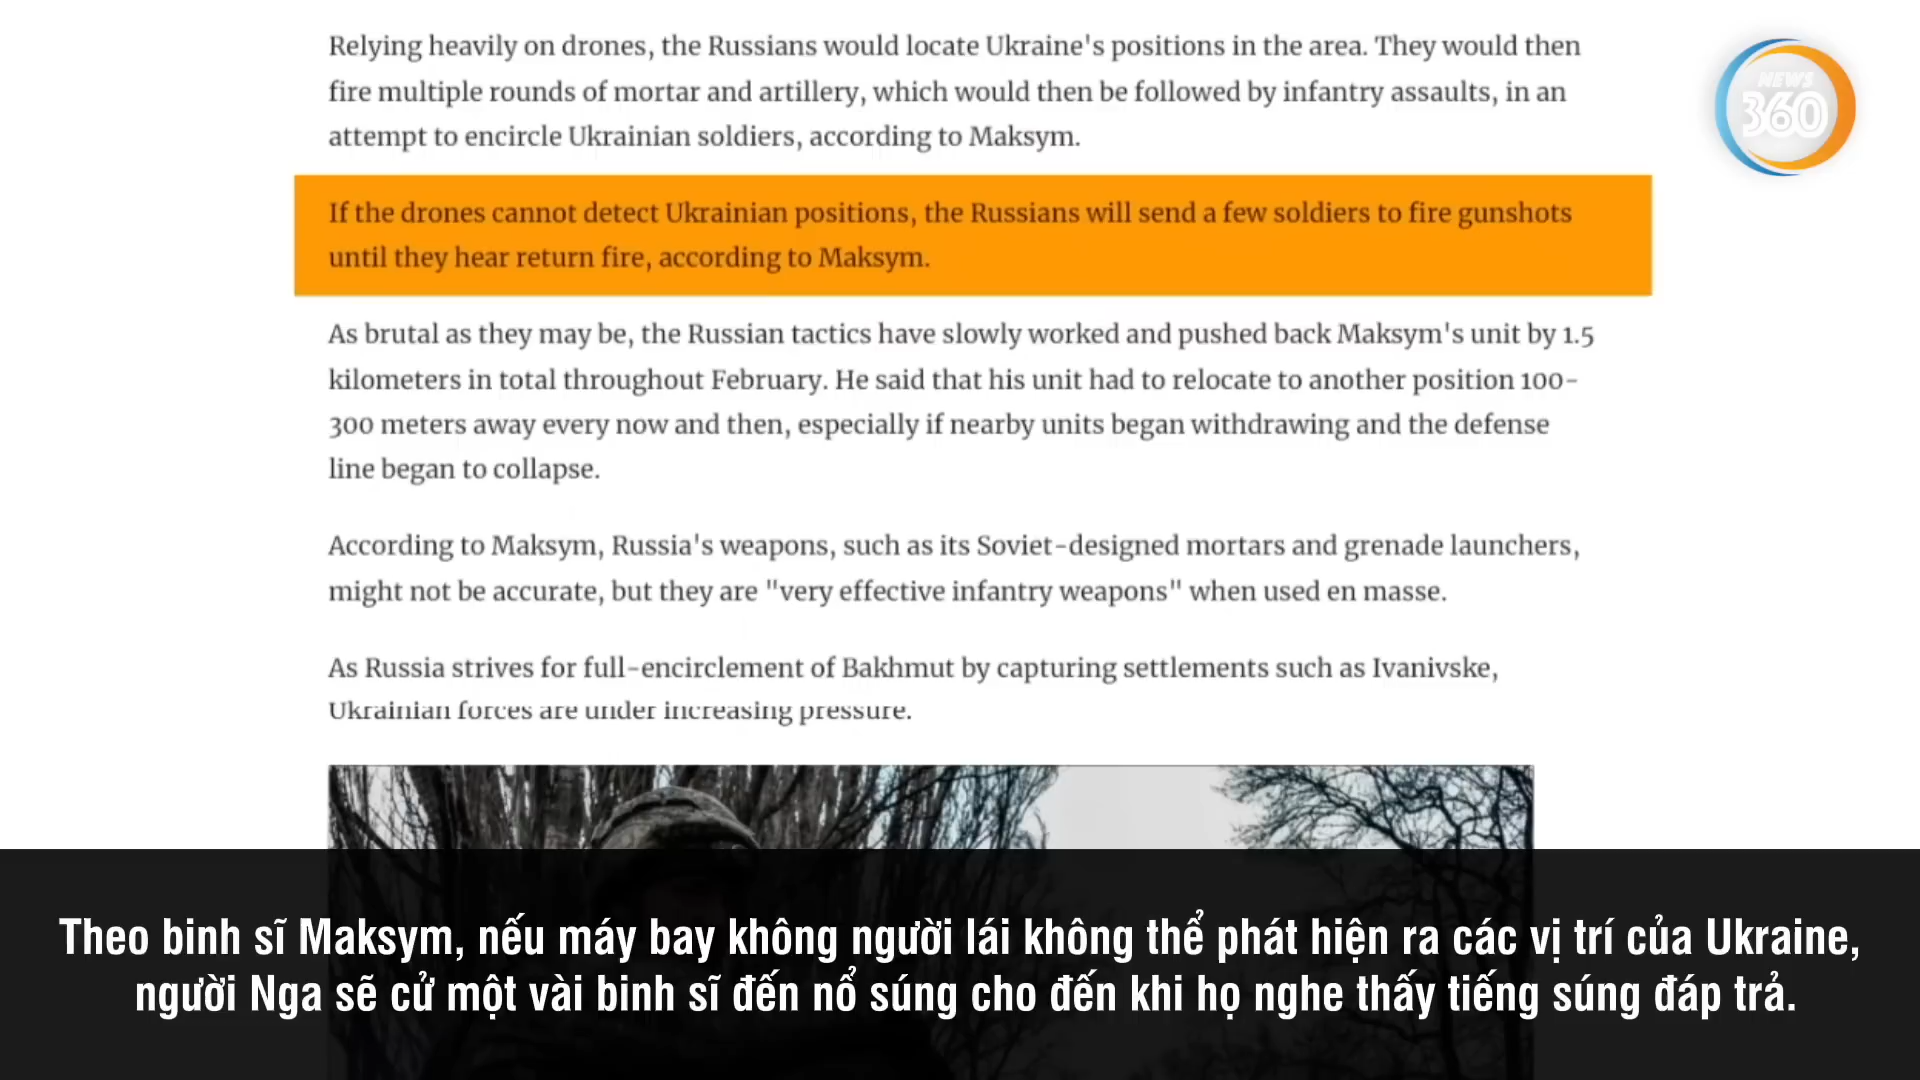 Relying heavily on drones, the Russians would locate Ukraine's positions in the area. They would then
fire multiple rounds of mortar and artillery, which would then be followed by infantry assaults, in an
attempt to encircle Ukrainian soldiers, according to Maksym.
NEWS
360
If the drones cannot detect Ukrainian positions, the Russians will send a few soldiers to fire gunshots
until they hear return fire, according to Maksym.
As brutal as they may be, the Russian tactics have slowly worked and pushed back Maksym's unit by 1.5
kilometers in total throughout February. He said that his unit had to relocate to another position 100-
300 meters away every now and then, especially if nearby units began withdrawing and the defense
line began to collapse.
According to Maksym, Russia's weapons, such as its Soviet-designed mortars and grenade launchers,
might not be accurate, but they are "very effective infantry weapons" when used en masse.
As Russia strives for full-encirclement of Bakhmut by capturing settlements such as Ivanivske,
Ukrainian forces are under increasing pressure.
Theo binh sĩ Maksym, nếu máy bay không người lái không thể phát hiện ra các vị trí của Ukraine,
người Nga sẽ cử một vài binh sĩ đến nổ súng cho đến khi họ nghe thấy tiếng súng đáp trả.